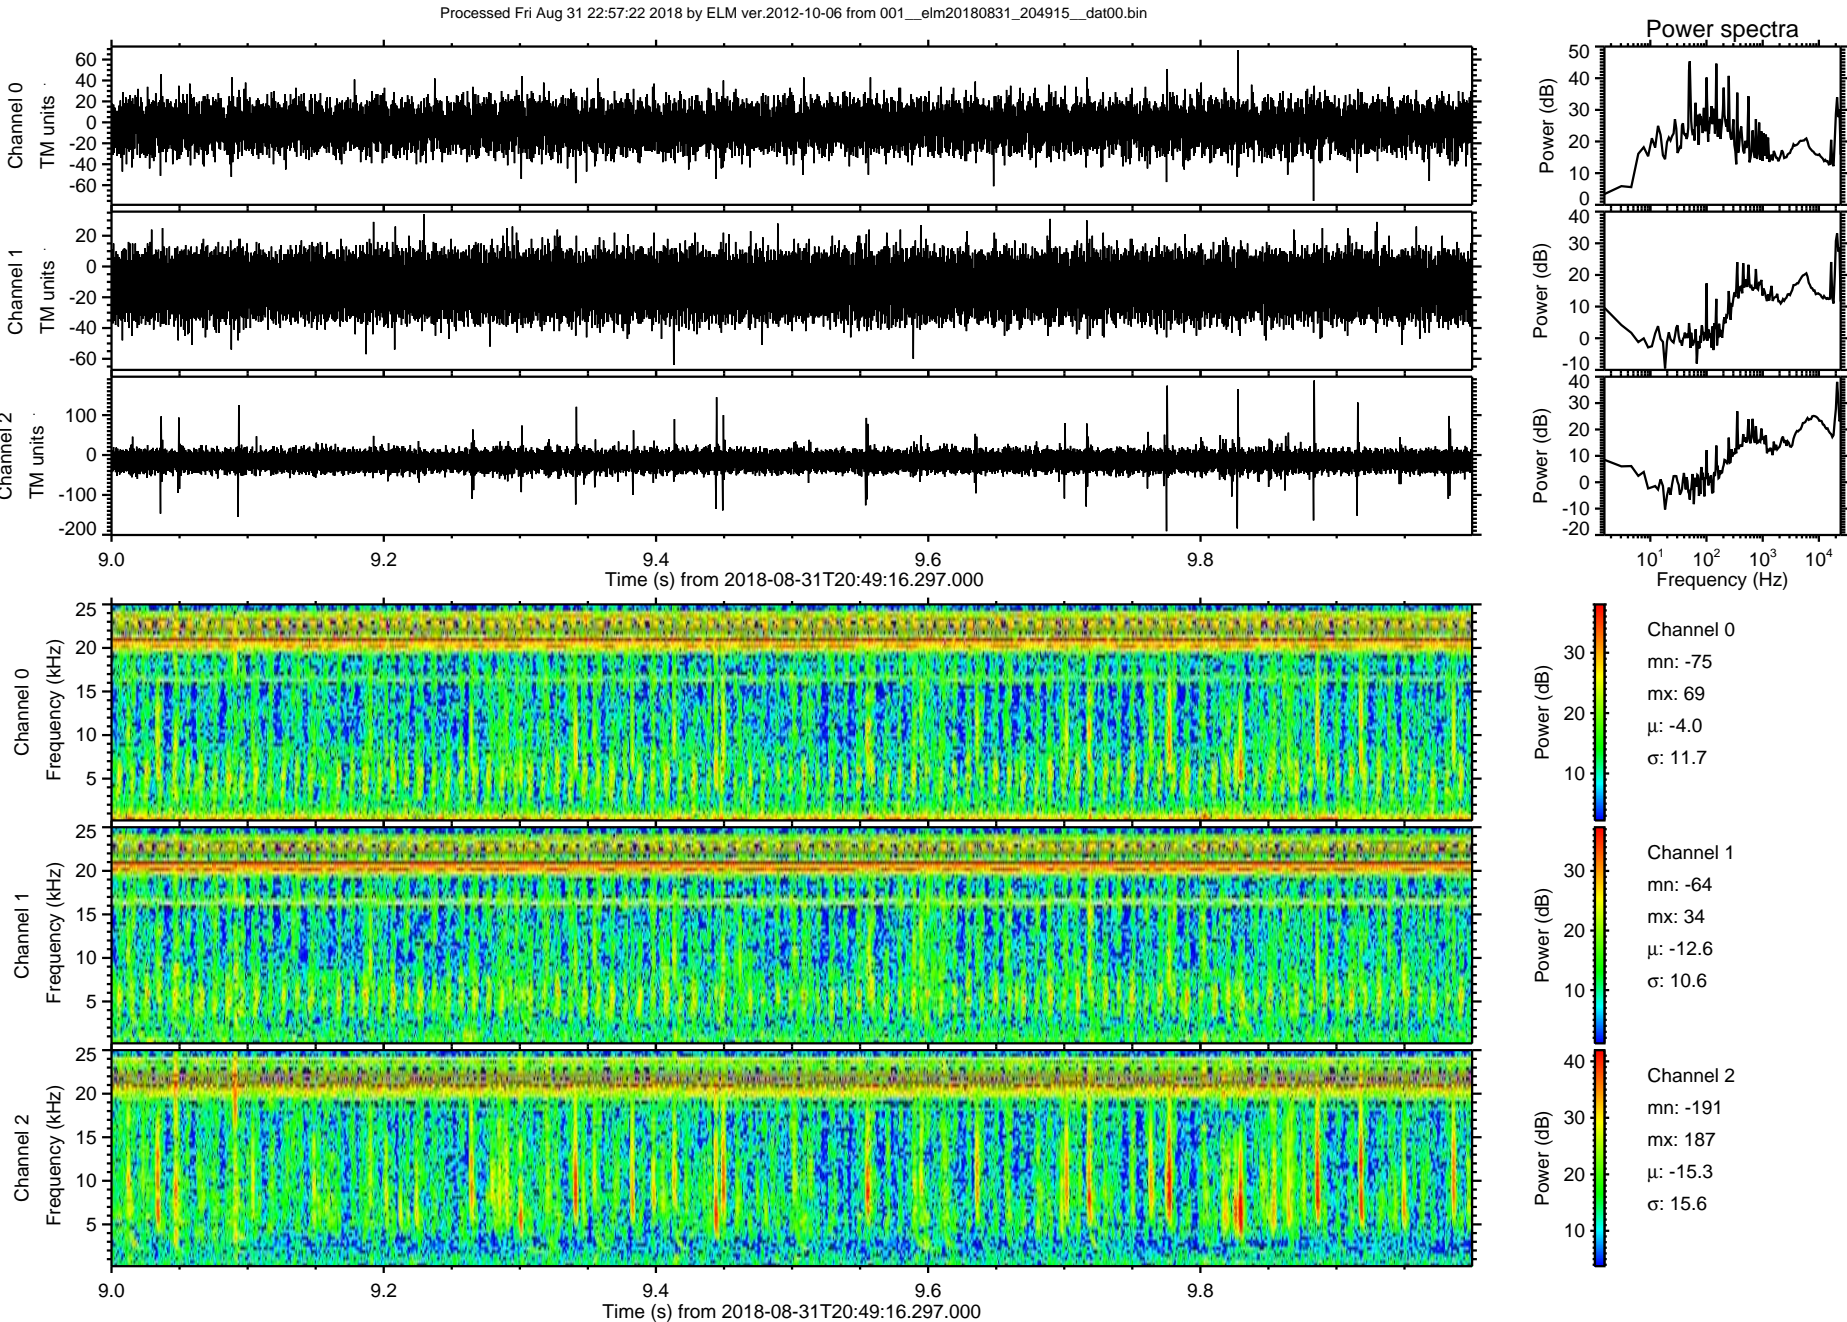 Processed Fri Aug 31 22:57:22 2018 by ELM ver.2012-10-06 from 001__elm20180831_204915__dat00.bin
Power spectra
Channel 0
TM units
60
40
20
0
-20
-40
-60
Power (dB)
50
40
30
20
10
0
Channel 1
TM units
20
0
-20
-40
-60
Power (dB)
40
30
20
10
0
-10
Channel 2
TM units
100
0
-100
-200
Power (dB)
40
30
20
10
0
-10
-20
9.0 9.2 9.4 9.6 9.8
Time (s) from 2018-08-31T20:49:16.297.000
10^1 10^2 10^3 10^4
Frequency (Hz)
Channel 0
Frequency (kHz)
25
20
15
10
5
Power (dB)
30
20
10
Channel 0
mn: -75
mx: 69
μ: -4.0
σ: 11.7
Channel 1
Frequency (kHz)
25
20
15
10
5
Power (dB)
30
20
10
Channel 1
mn: -64
mx: 34
μ: -12.6
σ: 10.6
Channel 2
Frequency (kHz)
25
20
15
10
5
Power (dB)
40
30
20
10
Channel 2
mn: -191
mx: 187
μ: -15.3
σ: 15.6
9.0 9.2 9.4 9.6 9.8
Time (s) from 2018-08-31T20:49:16.297.000